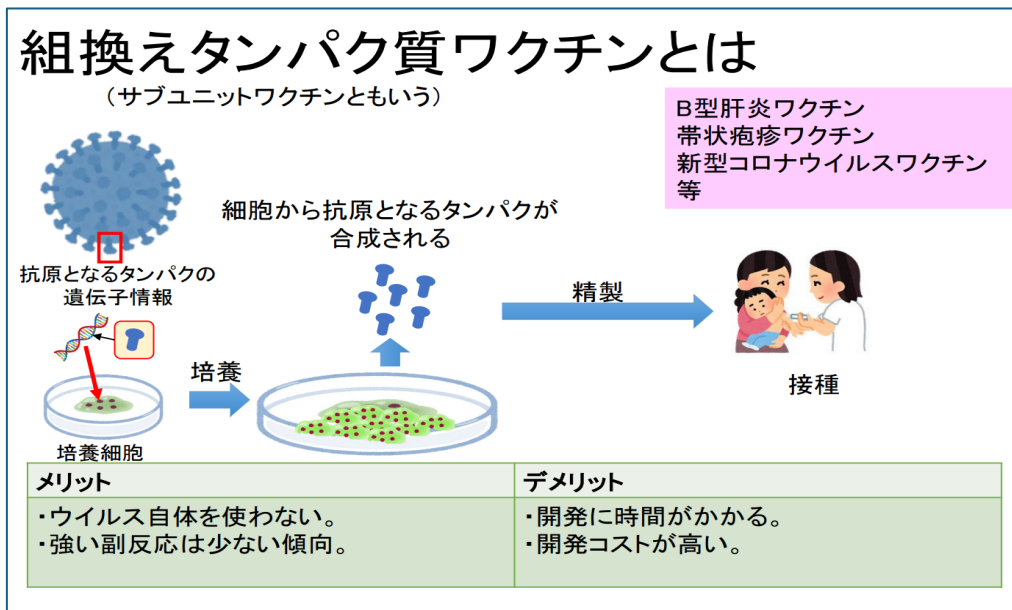 組換えタンパク質ワクチンとは
（サブユニットワクチンともいう）
B型肝炎ワクチン
帯状疱疹ワクチン
新型コロナウイルスワクチン
等
抗原となるタンパクの
遺伝子情報
培養細胞
培養
細胞から抗原となるタンパクが
合成される
精製
接種
メリット
・ウイルス自体を使わない。
・強い副反応は少ない傾向。
デメリット
・開発に時間がかかる。
・開発コストが高い。